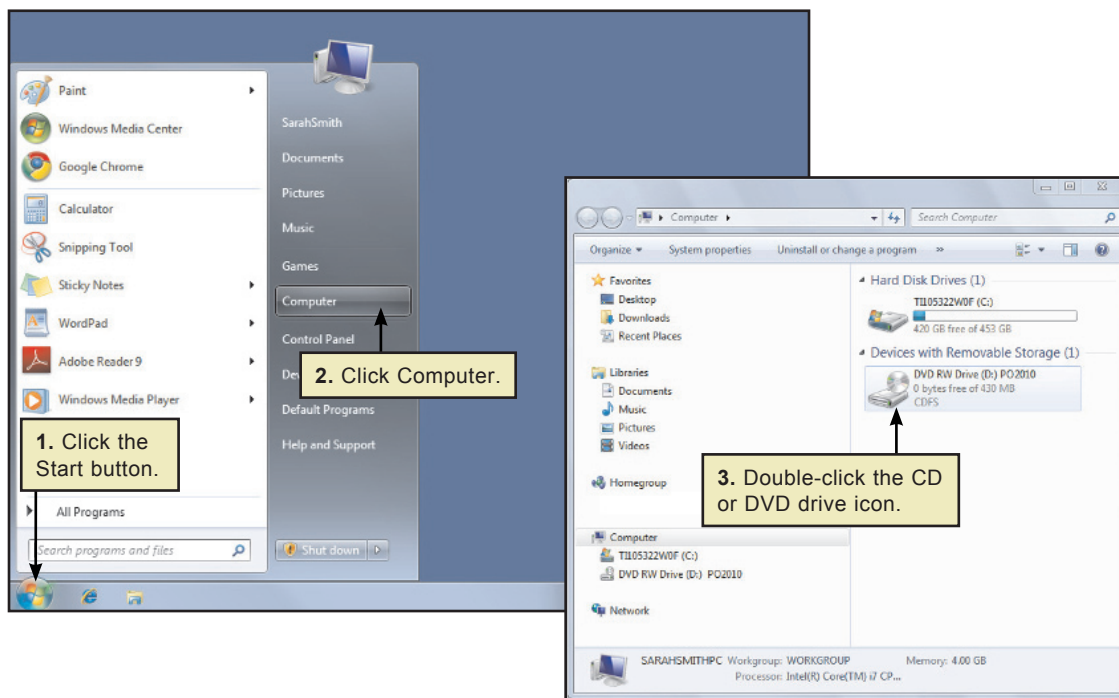 Paint
Windows Media Center
Google Chrome
Calculator
Snipping Tool
Sticky Notes
WordPad
Adobe Reader 9
Windows Media Player
1. Click the
Start button.
All Programs
Search programs and files
SarahSmith
Documents
Pictures
Music
Games
Computer
Control Panel
2. Click Computer.
Default Programs
Help and Support
Shut down
Computer
Search Computer
Organize
System properties
Uninstall or change a program
»
Favorites
Desktop
Downloads
Recent Places
Libraries
Documents
Music
Pictures
Videos
Homegroup
Computer
TI105322W0F (C:)
DVD RW Drive (D:) PO2010
Network
Hard Disk Drives (1)
TI105322W0F (C:)
420 GB free of 453 GB
Devices with Removable Storage (1)
DVD RW Drive (D:) PO2010
0 bytes free of 430 MB
CDFS
3. Double-click the CD
or DVD drive icon.
SARAHSMITHPC Workgroup: WORKGROUP Memory: 4.00 GB
Processor: Intel(R) Core(TM) i7 CP...